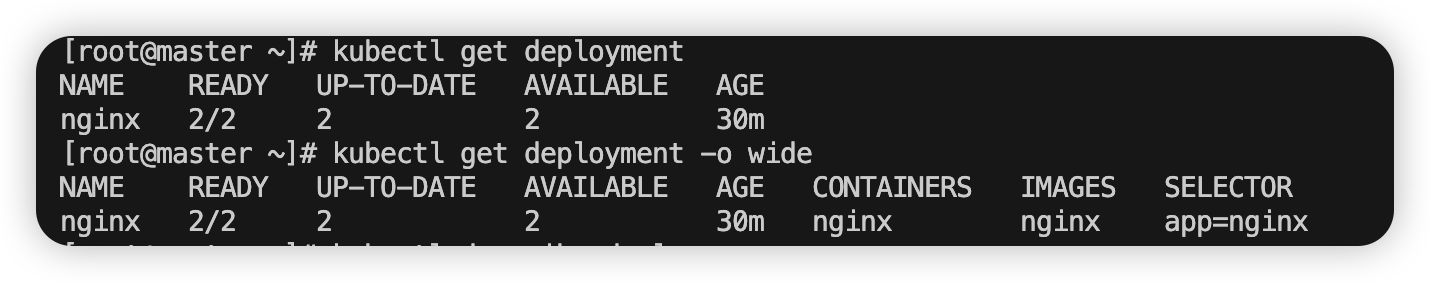 [root@master ~]# kubectl get deployment
NAME    READY   UP-TO-DATE   AVAILABLE   AGE
nginx   2/2     2            2           30m
[root@master ~]# kubectl get deployment -o wide
NAME    READY   UP-TO-DATE   AVAILABLE   AGE   CONTAINERS   IMAGES   SELECTOR
nginx   2/2     2            2           30m   nginx        nginx    app=nginx